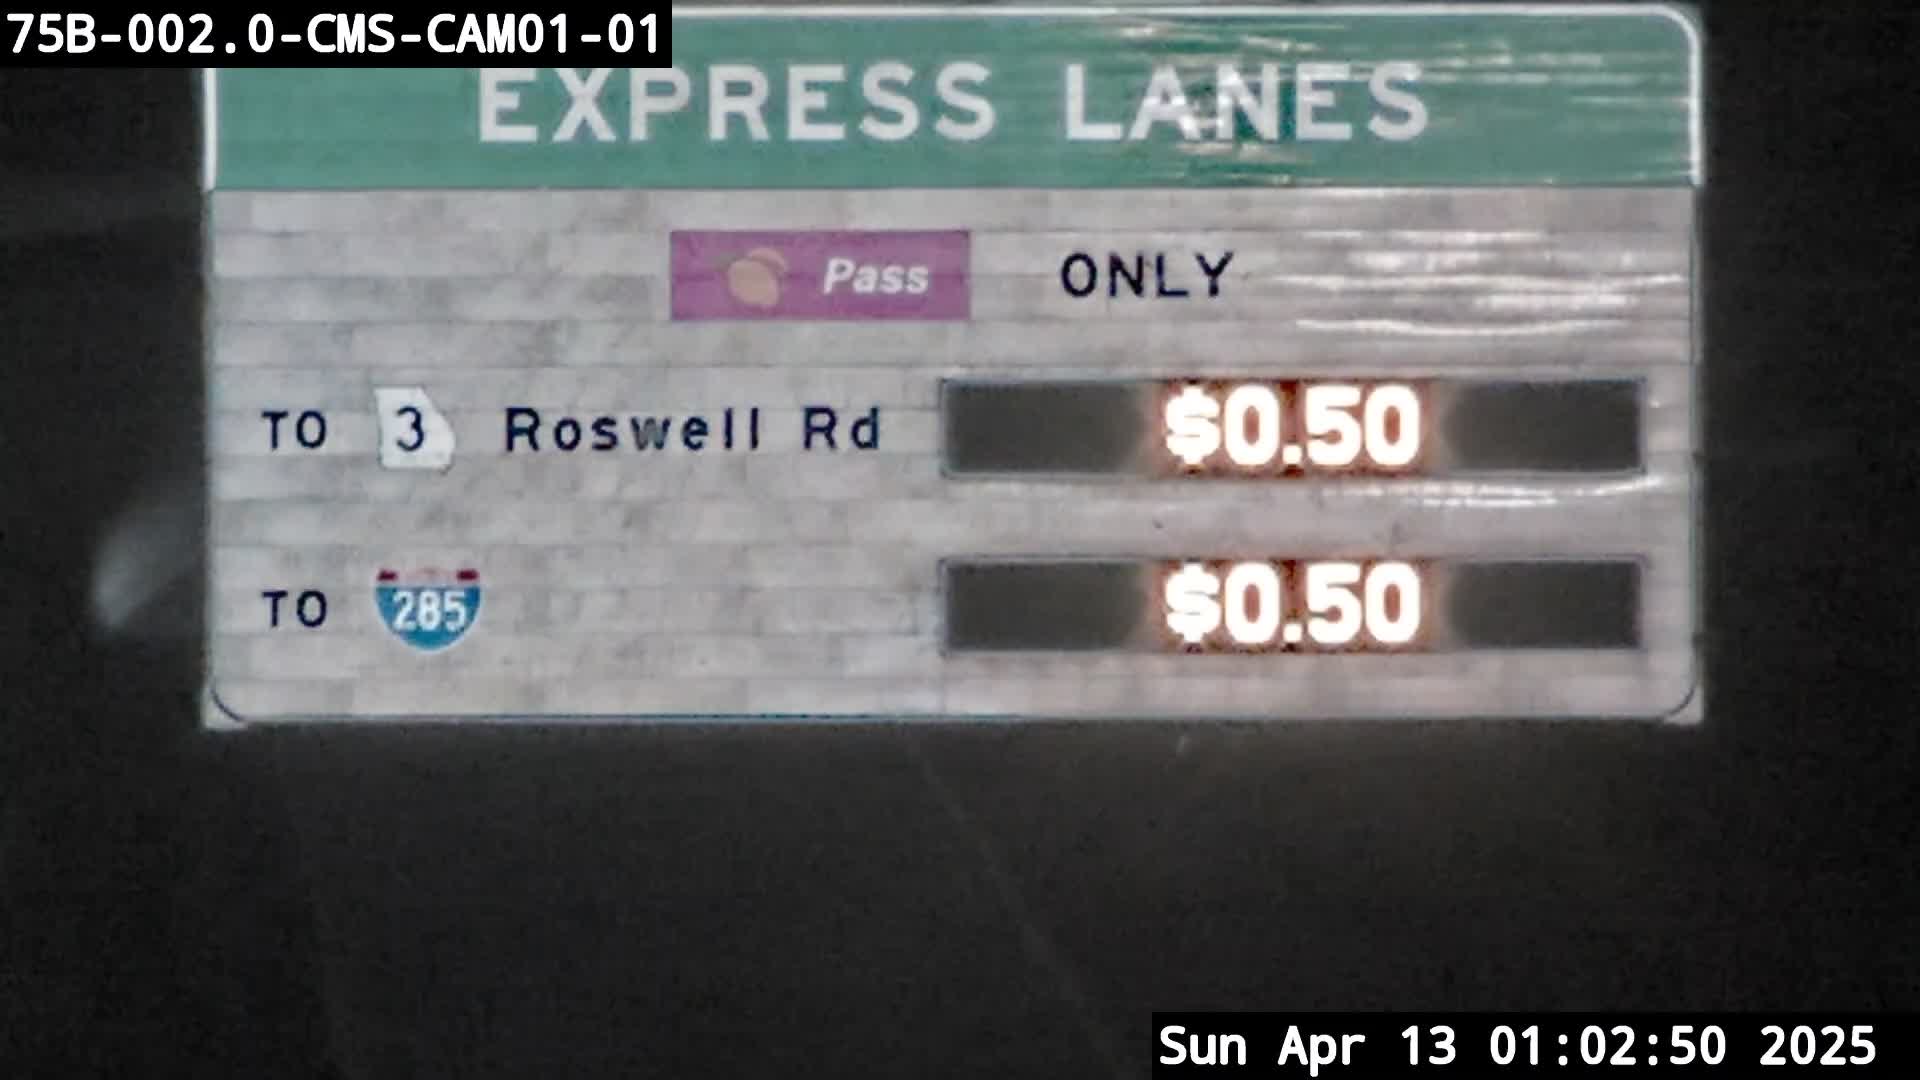 75B-002.0-CMS-CAM01-01
EXPRESS LANES
Pass ONLY
TO 3 Roswell Rd $0.50
TO 285 $0.50
Sun Apr 13 01:02:50 2025